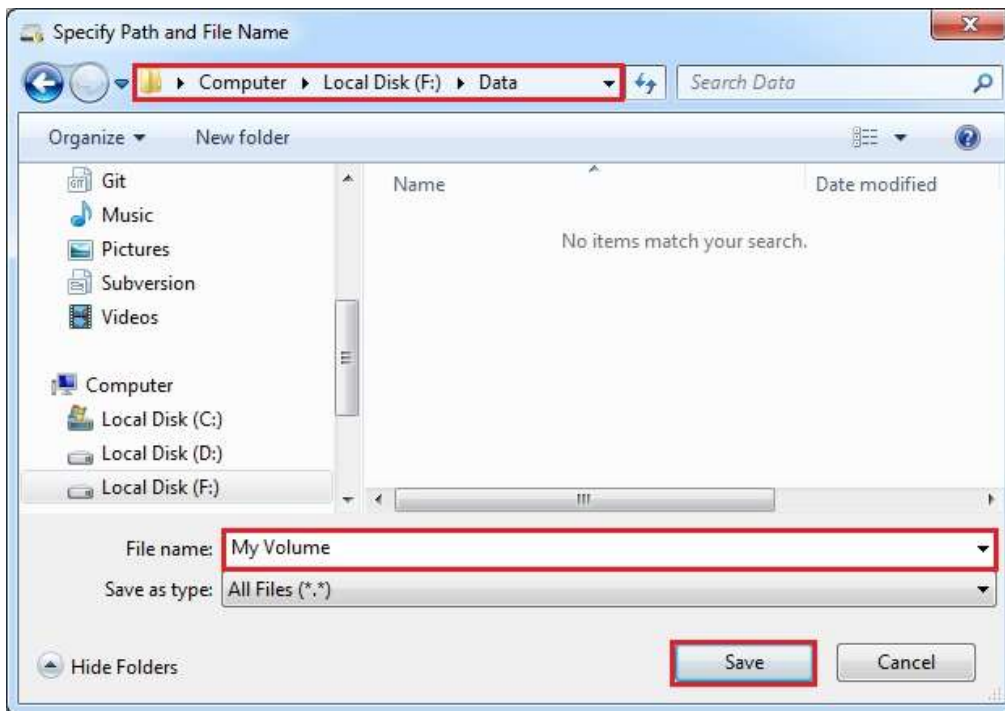 Specify Path and File Name
Computer Local Disk (F:) Data Search Data
Organize New folder
Git
Music
Pictures
Subversion
Videos
Computer
Local Disk (C:)
Local Disk (D:)
Local Disk (F:)
Name Date modified
No items match your search.
File name: My Volume
Save as type: All Files (*.*)
Hide Folders Save Cancel